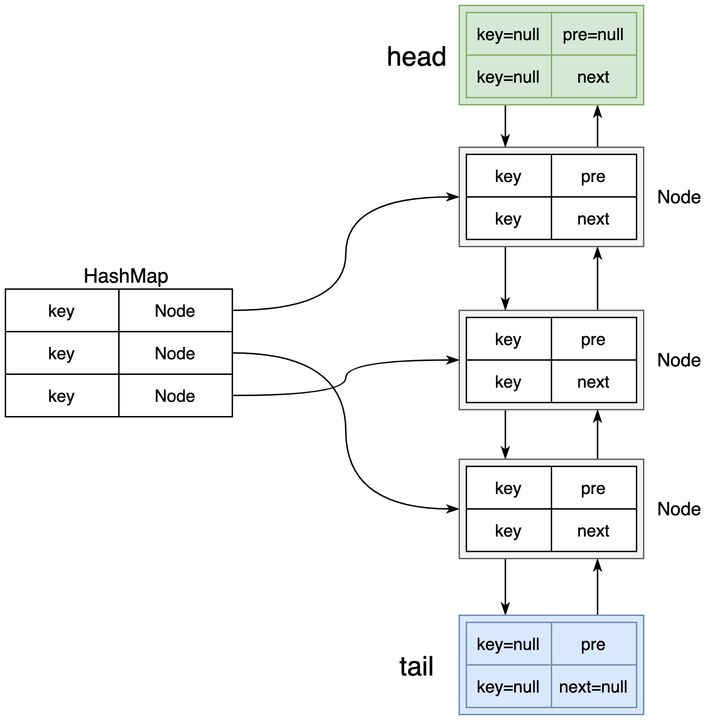 head
key=null pre=null
key=null next
key pre
key next
Node
HashMap
key Node
key Node
key Node
key pre
key next
Node
key pre
key next
Node
tail
key=null pre
key=null next=null